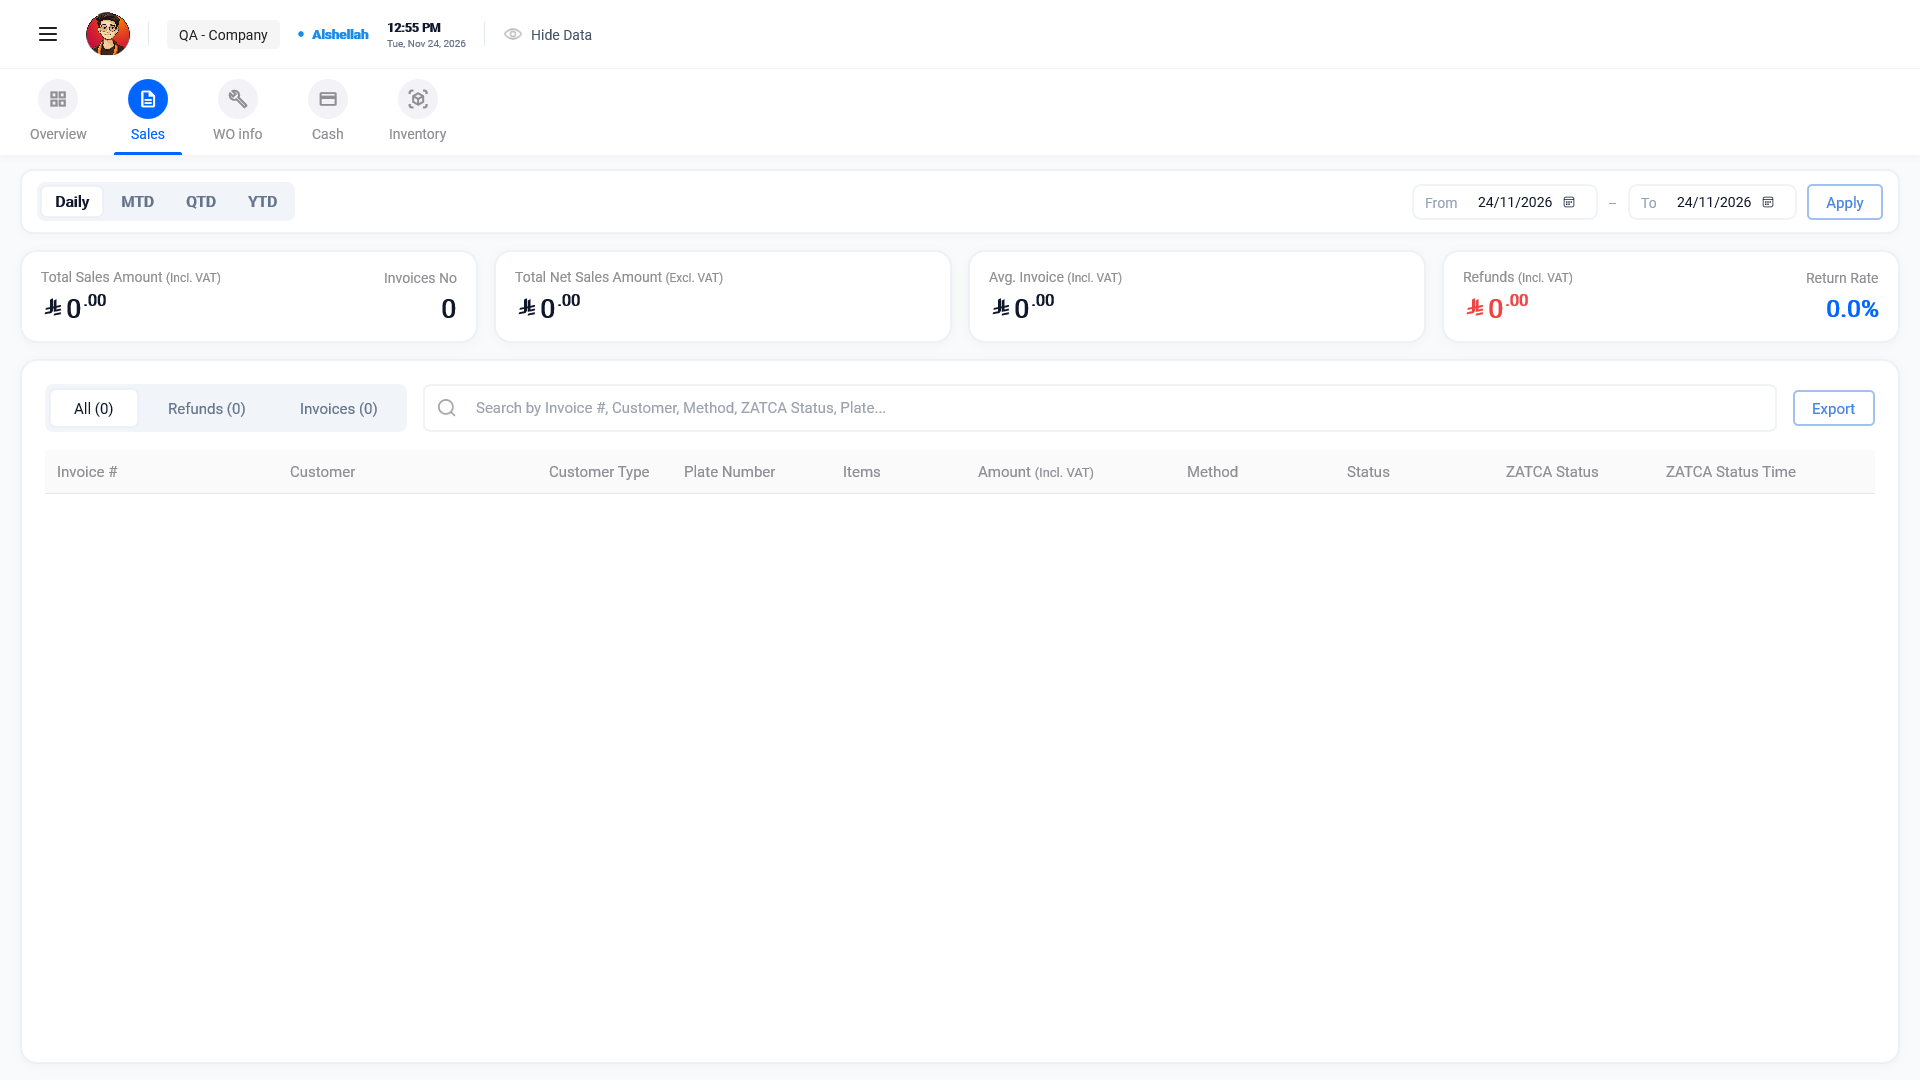 QA - Company
• Alshellah
12:55 PM
Tue, Nov 24, 2026
Hide Data
Overview
Sales
WO info
Cash
Inventory
Daily
MTD
QTD
YTD
From 24/11/2026
–
To 24/11/2026
Apply
Total Sales Amount (Incl. VAT)
Invoices No
0.00
0
Total Net Sales Amount (Excl. VAT)
0.00
Avg. Invoice (Incl. VAT)
0.00
Refunds (Incl. VAT)
Return Rate
0.00
0.0%
All (0)
Refunds (0)
Invoices (0)
Search by Invoice #, Customer, Method, ZATCA Status, Plate...
Export
Invoice # Customer Customer Type Plate Number Items Amount (Incl. VAT) Method Status ZATCA Status ZATCA Status Time